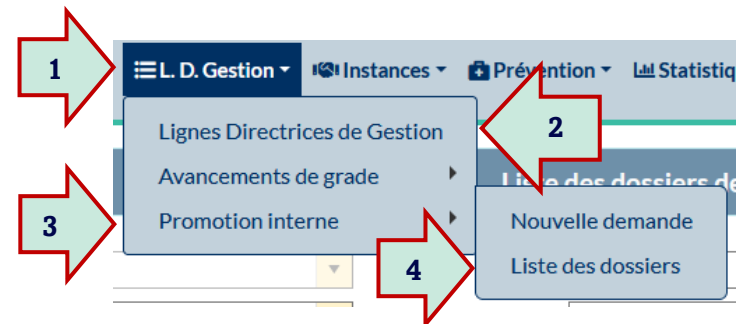 1
L. D. Gestion Instances Prévention Statistiq
Lignes Directrices de Gestion
2
Avancements de grade
Liste des dossiers de
3
Promotion interne
Nouvelle demande
4
Liste des dossiers